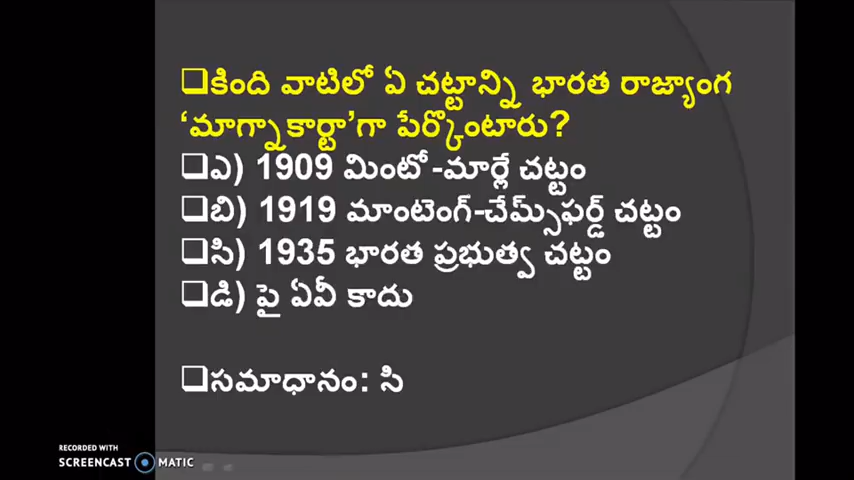 ❑కింది వాటిలో ఏ చట్టాన్ని భారత రాజ్యాంగ
‘మాగ్నాకార్టా’గా పేర్కొంటారు?
❑ఎ) 1909 మింటో-మార్లే చట్టం
❑బి) 1919 మాంటెంగ్-చేమ్స్‌ఫర్డ్ చట్టం
❑సి) 1935 భారత ప్రభుత్వ చట్టం
❑డి) పై ఏవీ కాదు
❑సమాధానం: సి
RECORDED WITH
SCREENCAST MATIC